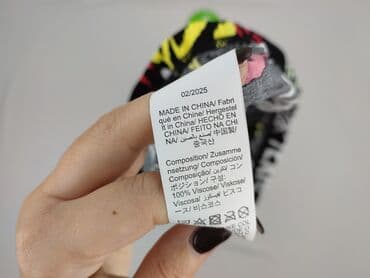 02/2025
MADE IN CHINA/ Fabri
qué en Chine/ Hergestel
lt in China/ HECHO EN
CHINA/ FEITO NA CHI
NA/ صنع في الصين/ 中国製/
중국산
Composition/ Zusamme
nsetzung/ Composición/
Composição/ تكوين/ コン
ポジション/ 구성:
100% Viscose/ Viskose/
Viscosa/ فيسكوز/ ビスコ
ース/ 비스코스